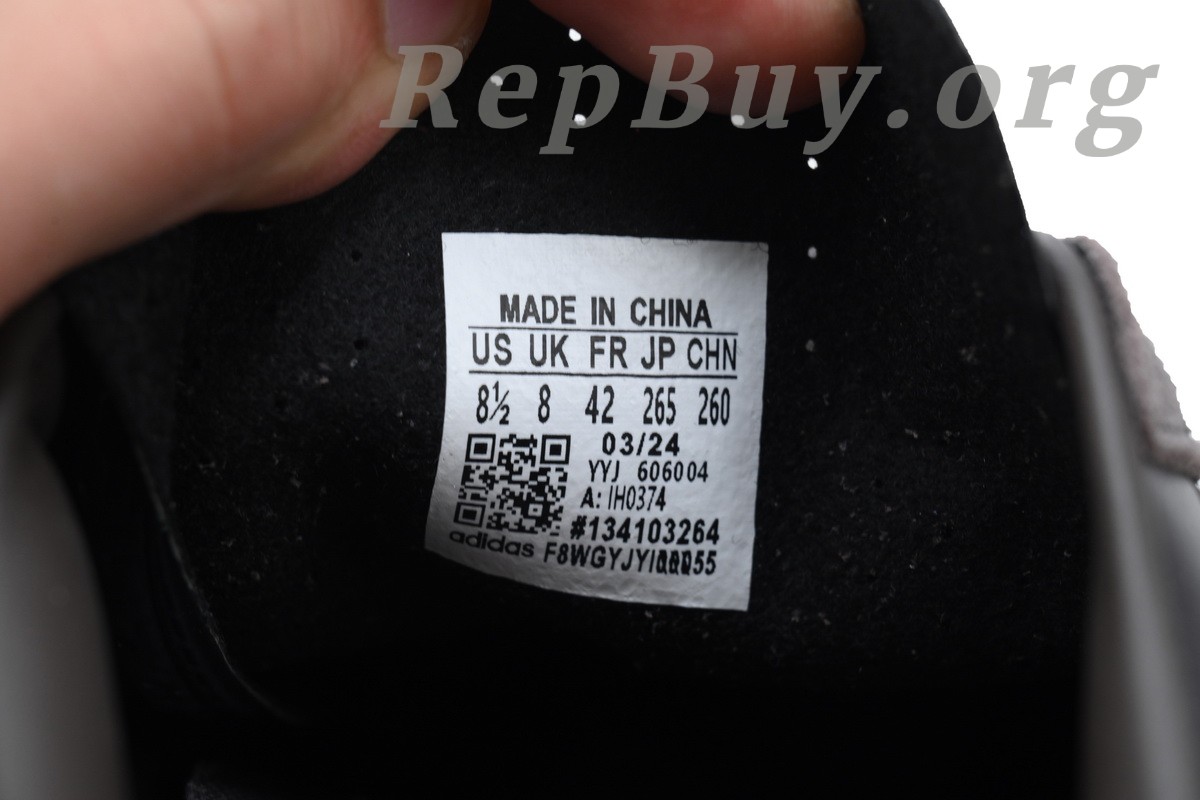 RepBuy.org
MADE IN CHINA
US UK FR JP CHN
8½ 8 42 265 260
03/24
YYJ 606004
A: IH0374
#134103264
adidas